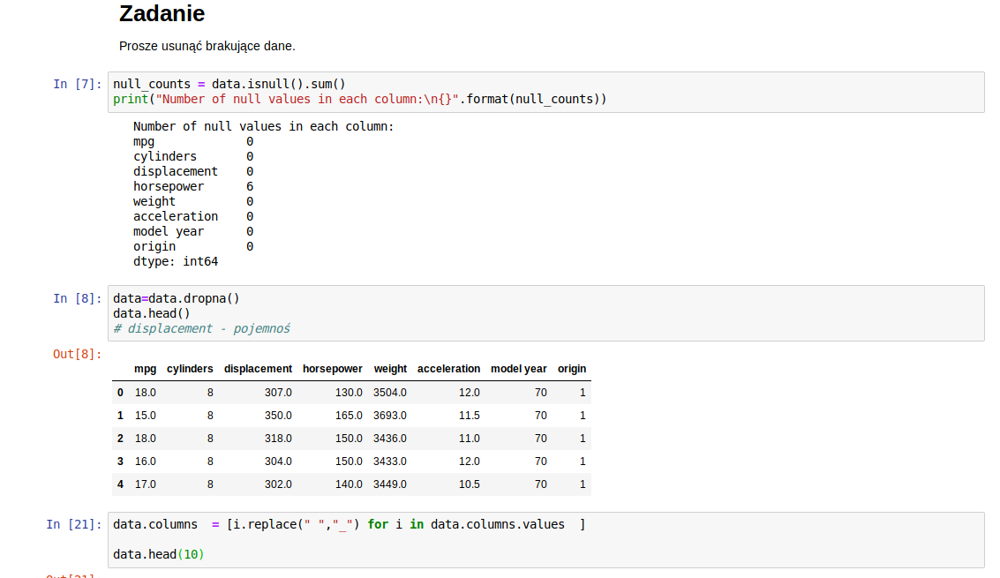 Zadanie
Prosze usunąć brakujące dane.
In [7]: null_counts = data.isnull().sum()
print("Number of null values in each column:\n{}".format(null_counts))
Number of null values in each column:
mpg 0
cylinders 0
displacement 0
horsepower 6
weight 0
acceleration 0
model year 0
origin 0
dtype: int64
In [8]: data=data.dropna()
data.head()
# displacement - pojemnoś
Out[8]:
mpg cylinders displacement horsepower weight acceleration model year origin
0 18.0 8 307.0 130.0 3504.0 12.0 70 1
1 15.0 8 350.0 165.0 3693.0 11.5 70 1
2 18.0 8 318.0 150.0 3436.0 11.0 70 1
3 16.0 8 304.0 150.0 3433.0 12.0 70 1
4 17.0 8 302.0 140.0 3449.0 10.5 70 1
In [21]: data.columns  = [i.replace(" ","_") for i in data.columns.values  ]
data.head(10)
Out[21]